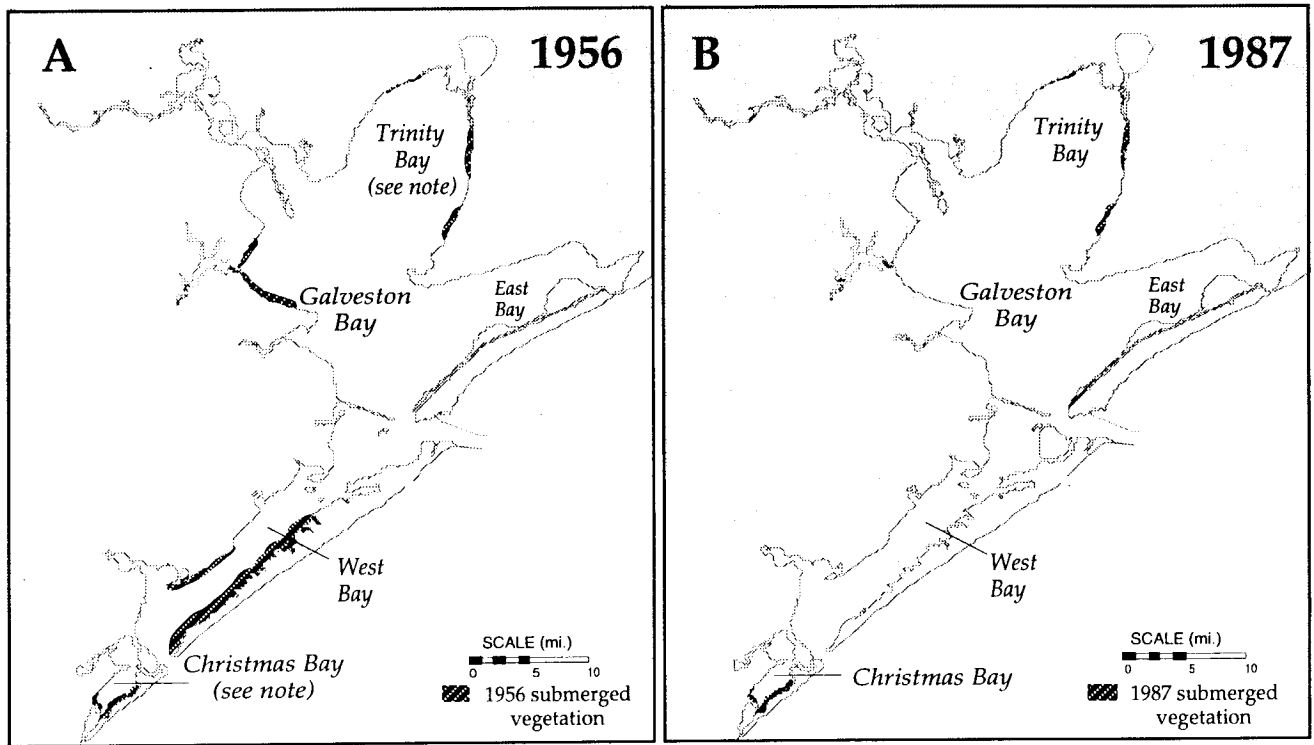 A
1956
Trinity
Bay
(see note)
Galveston
Bay
East
Bay
West
Bay
Christmas Bay
(see note)
SCALE (mi.)
0 5 10
1956 submerged
vegetation
B
1987
Trinity
Bay
Galveston
Bay
East
Bay
West
Bay
Christmas Bay
SCALE (mi.)
0 5 10
1987 submerged
vegetation